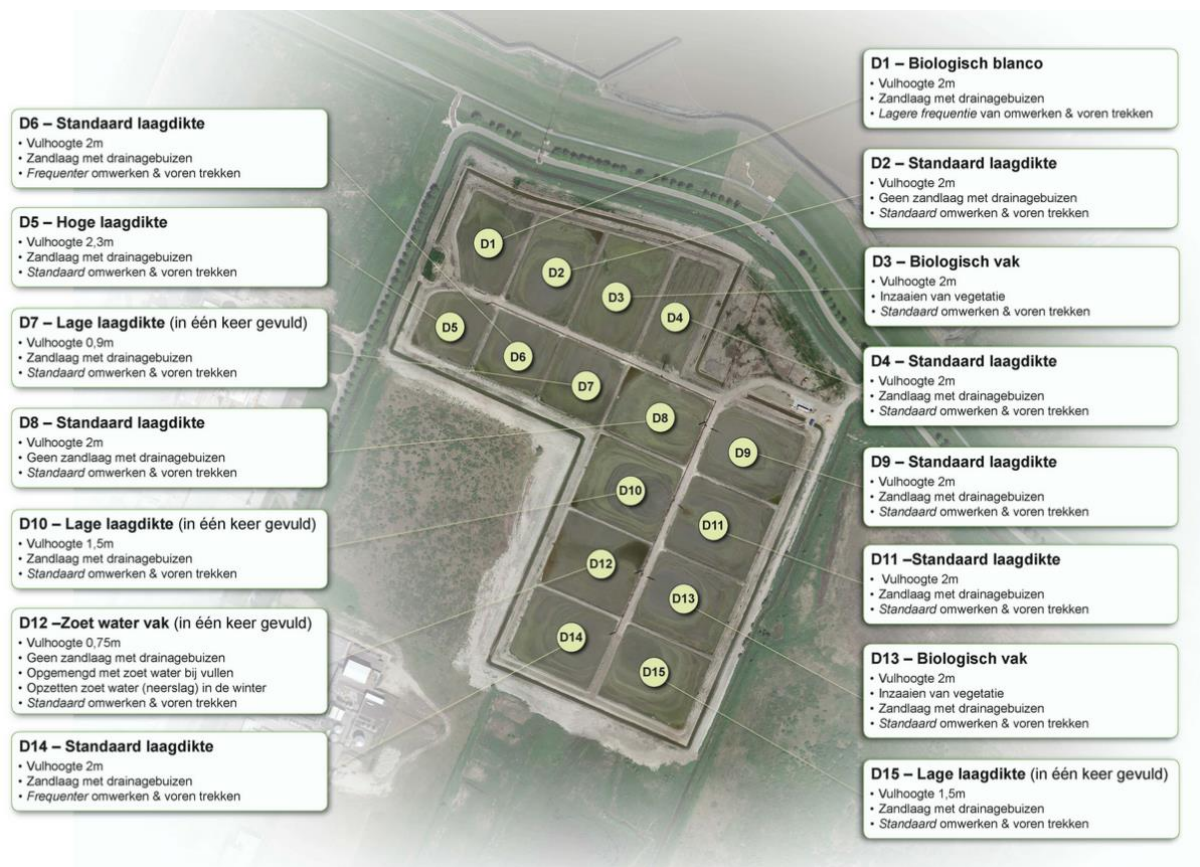 D6 – Standaard laagdikte
• Vulhoogte 2m
• Zandlaag met drainagebuizen
• Frequenter omwerken & voren trekken
D5 – Hoge laagdikte
• Vulhoogte 2,3m
• Zandlaag met drainagebuizen
• Standaard omwerken & voren trekken
D7 – Lage laagdikte (in één keer gevuld)
• Vulhoogte 0,9m
• Zandlaag met drainagebuizen
• Standaard omwerken & voren trekken
D8 – Standaard laagdikte
• Vulhoogte 2m
• Geen zandlaag met drainagebuizen
• Standaard omwerken & voren trekken
D10 – Lage laagdikte (in één keer gevuld)
• Vulhoogte 1,5m
• Zandlaag met drainagebuizen
• Standaard omwerken & voren trekken
D12 –Zoet water vak (in één keer gevuld)
• Vulhoogte 0,75m
• Geen zandlaag met drainagebuizen
• Opgemengd met zoet water bij vullen
• Opzetten zoet water (neerslag) in de winter
• Standaard omwerken & voren trekken
D14 – Standaard laagdikte
• Vulhoogte 2m
• Zandlaag met drainagebuizen
• Frequenter omwerken & voren trekken
D1
D2
D3
D4
D5
D6
D7
D8
D9
D10
D11
D12
D13
D14
D15
D1 – Biologisch blanco
• Vulhoogte 2m
• Zandlaag met drainagebuizen
• Lagere frequentie van omwerken & voren trekken
D2 – Standaard laagdikte
• Vulhoogte 2m
• Geen zandlaag met drainagebuizen
• Standaard omwerken & voren trekken
D3 – Biologisch vak
• Vulhoogte 2m
• Inzaaien van vegetatie
• Standaard omwerken & voren trekken
D4 – Standaard laagdikte
• Vulhoogte 2m
• Zandlaag met drainagebuizen
• Standaard omwerken & voren trekken
D9 – Standaard laagdikte
• Vulhoogte 2m
• Zandlaag met drainagebuizen
• Standaard omwerken & voren trekken
D11 –Standaard laagdikte
• Vulhoogte 2m
• Zandlaag met drainagebuizen
• Standaard omwerken & voren trekken
D13 – Biologisch vak
• Vulhoogte 2m
• Inzaaien van vegetatie
• Zandlaag met drainagebuizen
• Standaard omwerken & voren trekken
D15 – Lage laagdikte (in één keer gevuld)
• Vulhoogte 1,5m
• Zandlaag met drainagebuizen
• Standaard omwerken & voren trekken